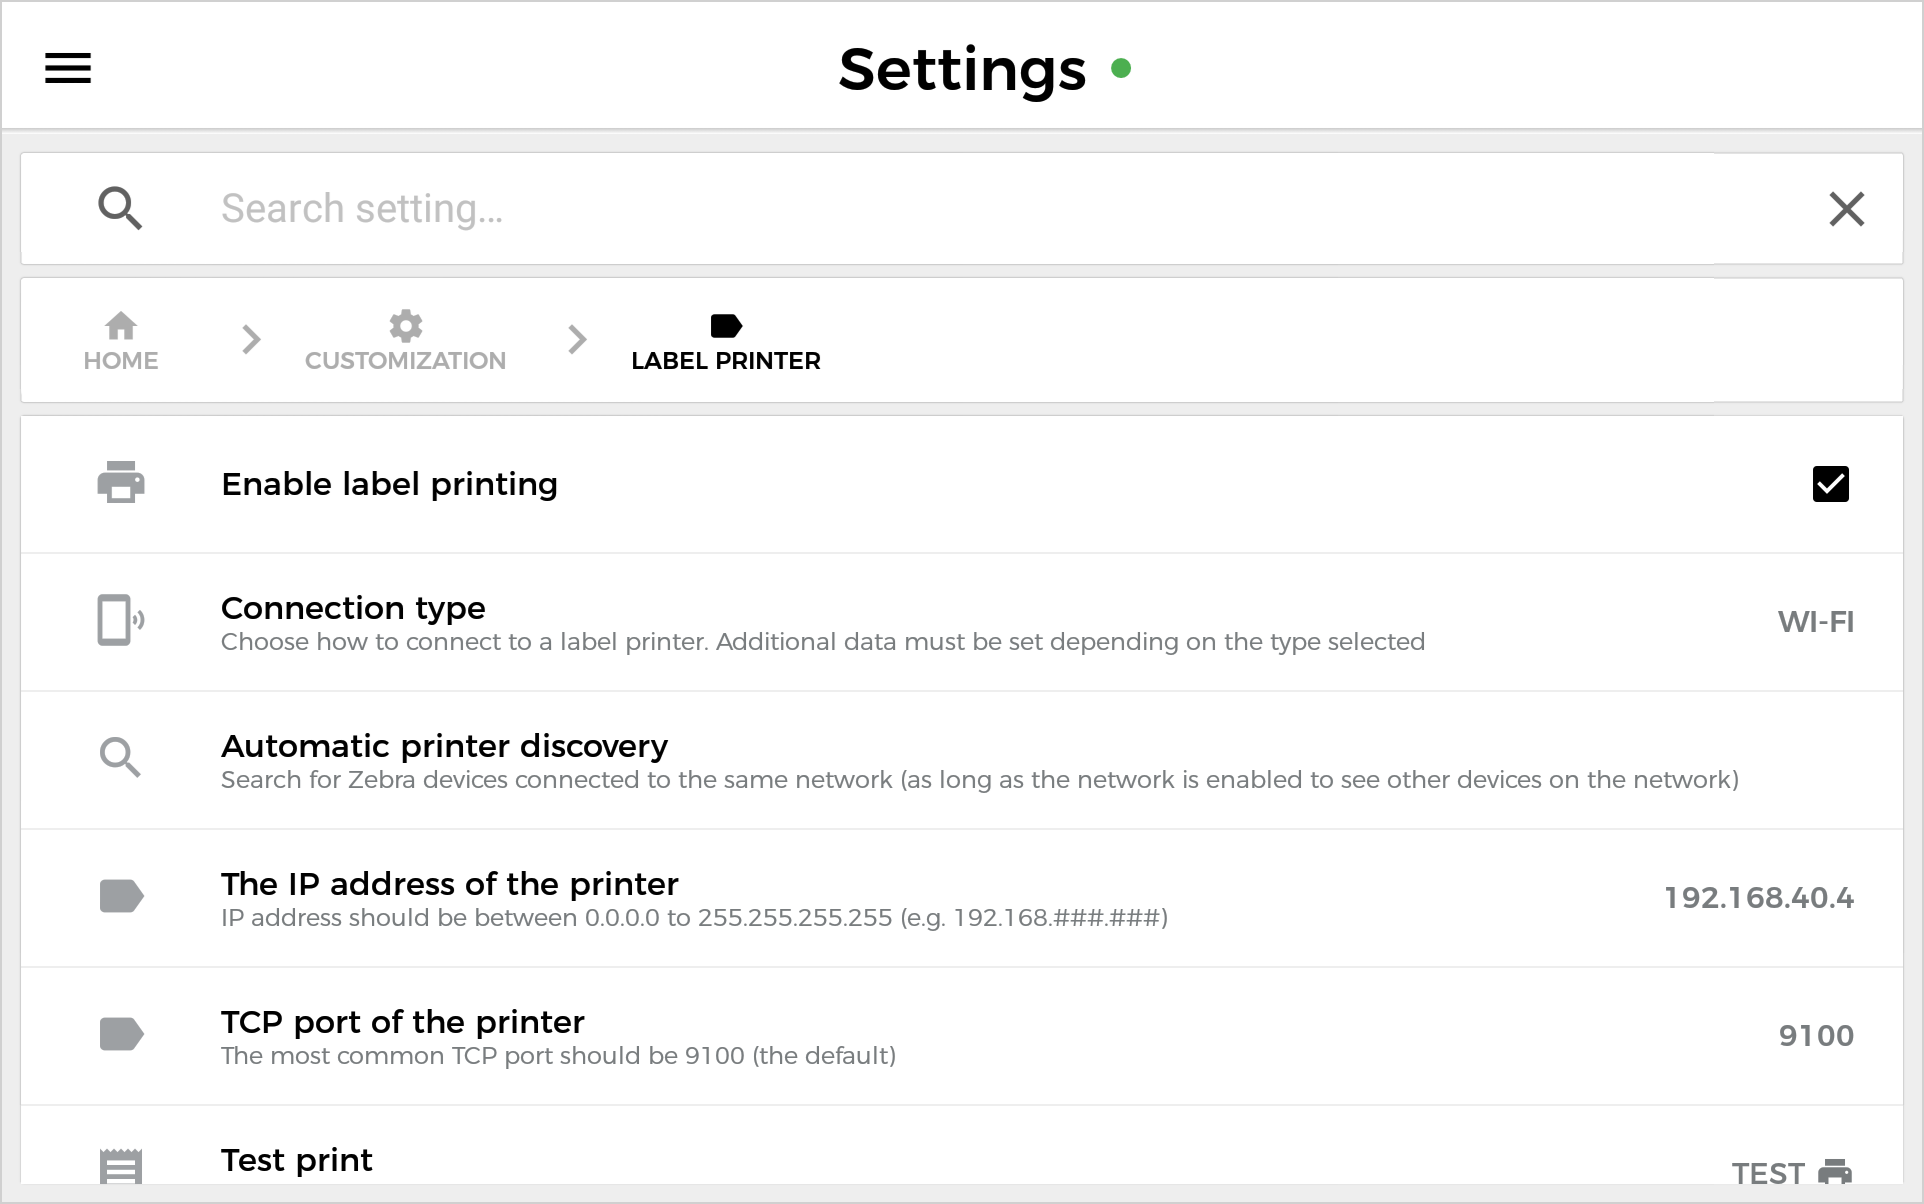 Settings
Search setting...
HOME
CUSTOMIZATION
LABEL PRINTER
Enable label printing
Connection type
Choose how to connect to a label printer. Additional data must be set depending on the type selected
WI-FI
Automatic printer discovery
Search for Zebra devices connected to the same network (as long as the network is enabled to see other devices on the network)
The IP address of the printer
IP address should be between 0.0.0.0 to 255.255.255.255 (e.g. 192.168.###.###)
192.168.40.4
TCP port of the printer
The most common TCP port should be 9100 (the default)
9100
Test print
TEST